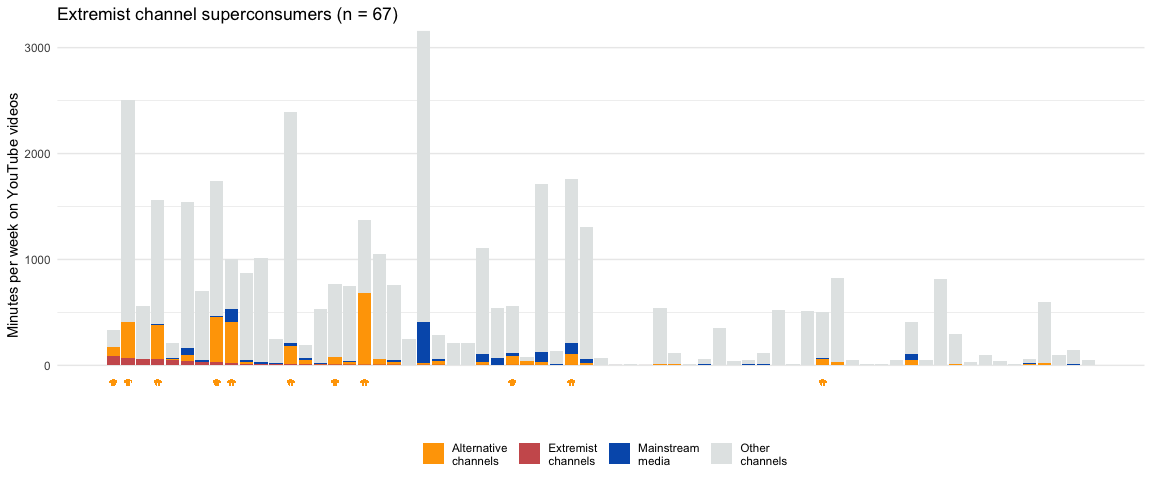 Extremist channel superconsumers (n = 67)
Minutes per week on YouTube videos
3000
2000
1000
0
Alternative channels
Extremist channels
Mainstream media
Other channels